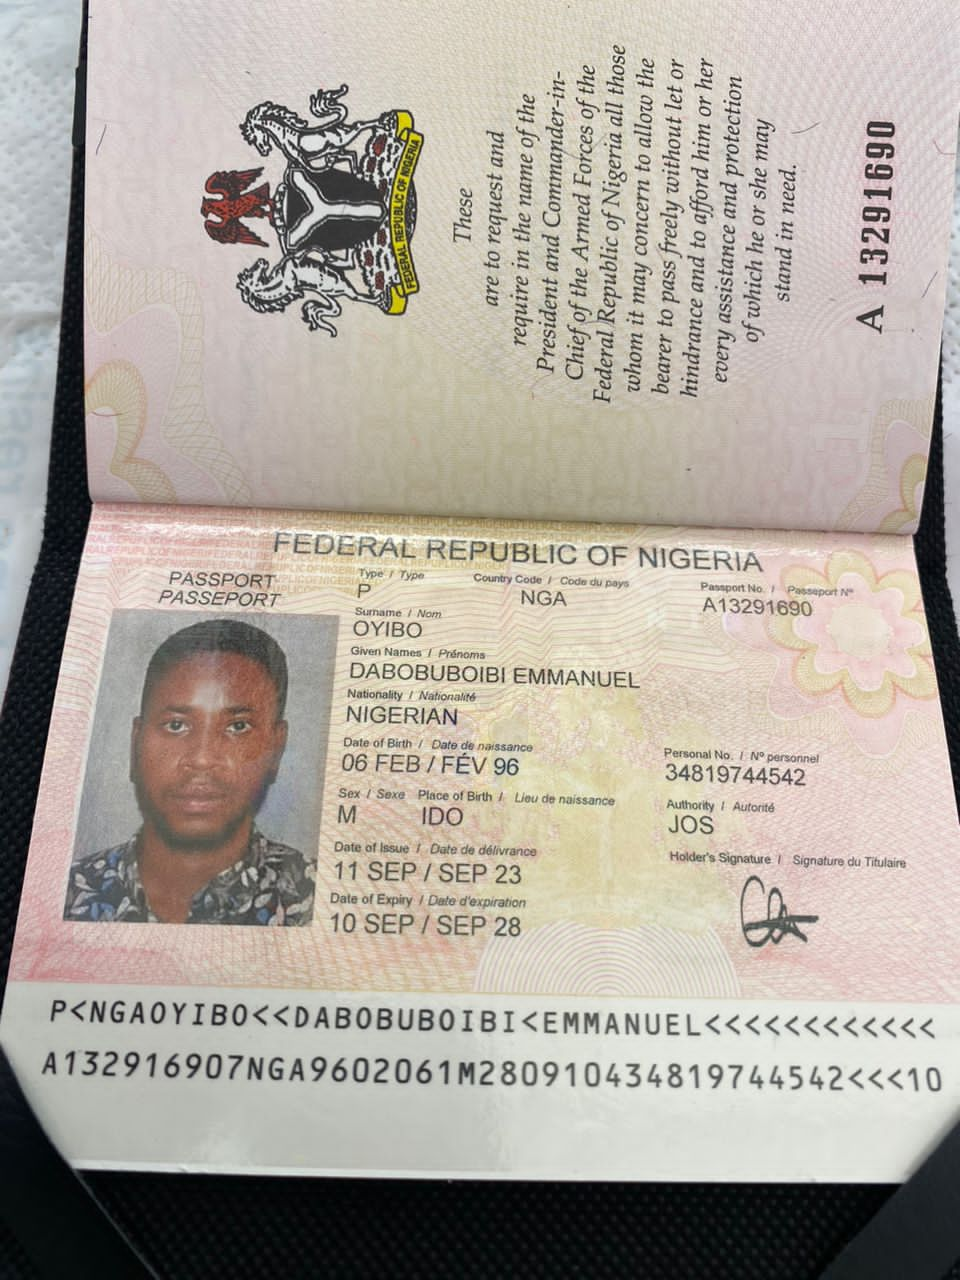 FEDERAL REPUBLIC OF NIGERIA
These
are to request and
require in the name of the
President and Commander-in-
Chief of the Armed Forces of the
Federal Republic of Nigeria all those
whom it may concern to allow the
bearer to pass freely without let or
hindrance and to afford him or her
every assistance and protection
of which he or she may
stand in need.
A 13291690
FEDERAL REPUBLIC OF NIGERIA
PASSPORT
PASSEPORT
Type / Type
P
Country Code / Code du pays
NGA
Passport No. / Passeport Nº
A13291690
Surname / Nom
OYIBO
Given Names / Prénoms
DABOBUBOIBI EMMANUEL
Nationality / Nationalité
NIGERIAN
Date of Birth / Date de naissance
06 FEB / FÉV 96
Personal No. / Nº personnel
34819744542
Sex / Sexe
M
Place of Birth / Lieu de naissance
IDO
Authority / Autorité
JOS
Date of Issue / Date de délivrance
11 SEP / SEP 23
Holder's Signature / Signature du Titulaire
Date of Expiry / Date d'expiration
10 SEP / SEP 28
P<NGAOYIBO<<DABOBUBOIBI<EMMANUEL<<<<<<<<<<<<
A132916907NGA9602061M280910434819744542<<<10